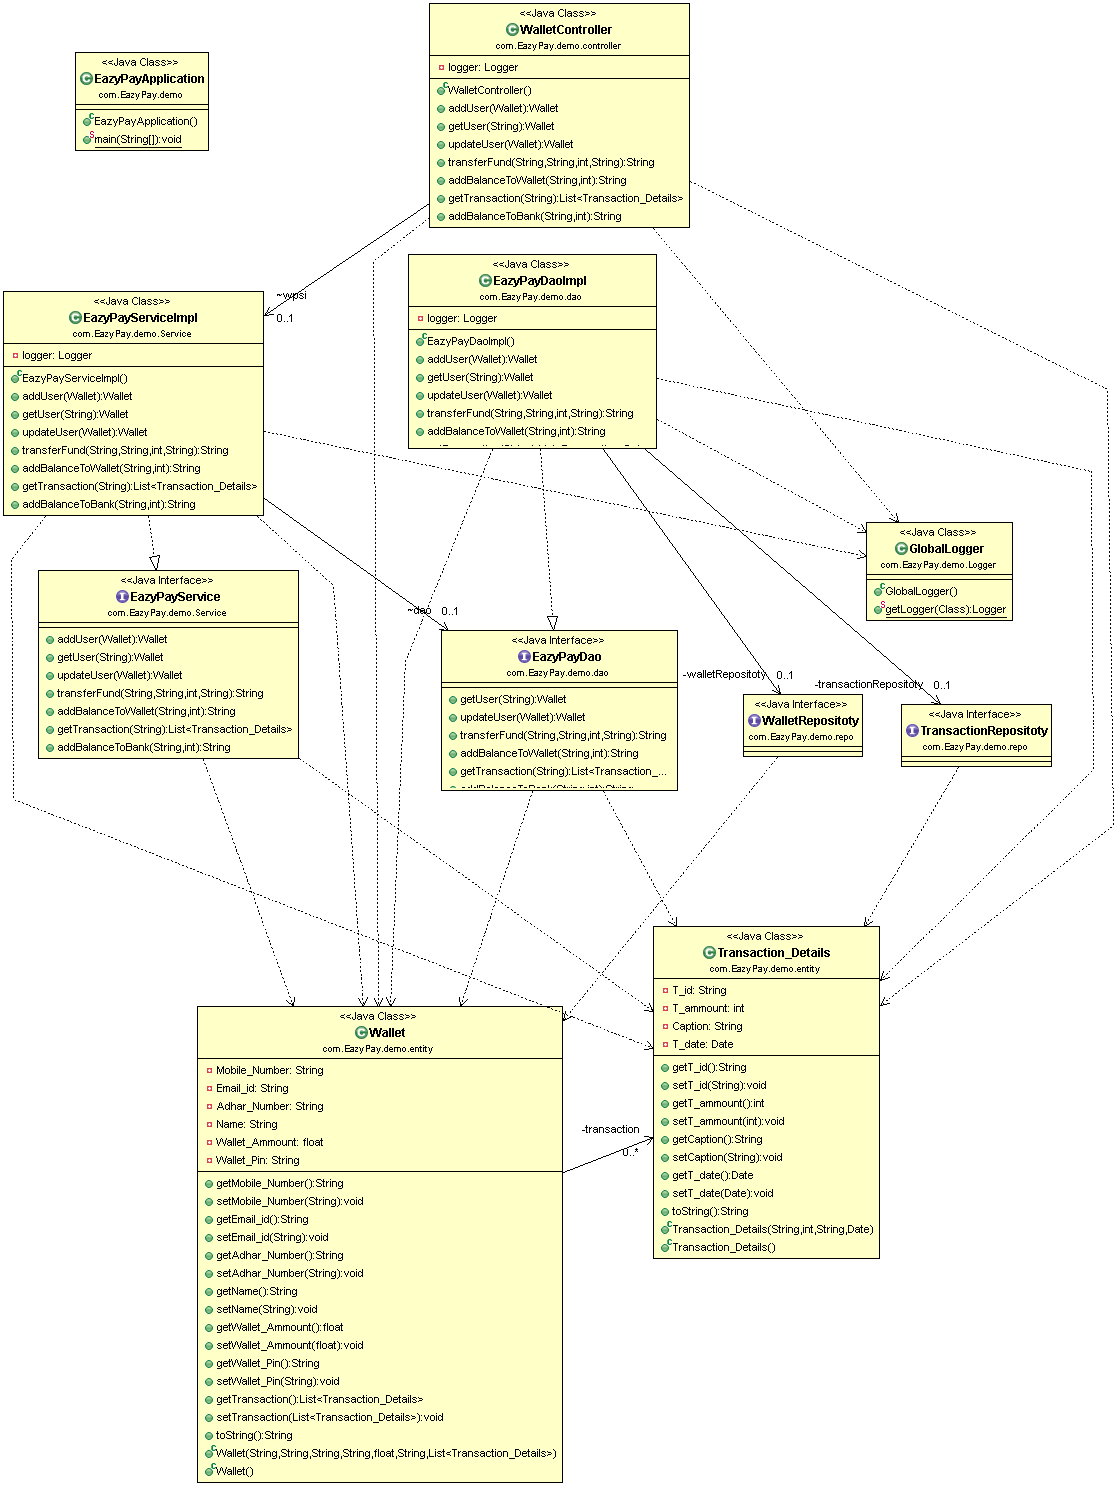 <<Java Class>>
WalletController
com.EazyPay.demo.controller
logger: Logger
WalletController()
addUser(Wallet):Wallet
getUser(String):Wallet
updateUser(Wallet):Wallet
transferFund(String,String,int,String):String
addBalanceToWallet(String,int):String
getTransaction(String):List<Transaction_Details>
addBalanceToBank(String,int):String
<<Java Class>>
EazyPayApplication
com.EazyPay.demo
EazyPayApplication()
main(String[]):void
~wpsi
0..1
<<Java Class>>
EazyPayDaoImpl
com.EazyPay.demo.dao
logger: Logger
EazyPayDaoImpl()
addUser(Wallet):Wallet
getUser(String):Wallet
updateUser(Wallet):Wallet
transferFund(String,String,int,String):String
addBalanceToWallet(String,int):String
<<Java Class>>
EazyPayServiceImpl
com.EazyPay.demo.Service
logger: Logger
EazyPayServiceImpl()
addUser(Wallet):Wallet
getUser(String):Wallet
updateUser(Wallet):Wallet
transferFund(String,String,int,String):String
addBalanceToWallet(String,int):String
getTransaction(String):List<Transaction_Details>
addBalanceToBank(String,int):String
<<Java Class>>
GlobalLogger
com.EazyPay.demo.Logger
GlobalLogger()
getLogger(Class):Logger
<<Java Interface>>
EazyPayService
com.EazyPay.demo.Service
addUser(Wallet):Wallet
getUser(String):Wallet
updateUser(Wallet):Wallet
transferFund(String,String,int,String):String
addBalanceToWallet(String,int):String
getTransaction(String):List<Transaction_Details>
addBalanceToBank(String,int):String
~dao 0..1
<<Java Interface>>
EazyPayDao
com.EazyPay.demo.dao
getUser(String):Wallet
updateUser(Wallet):Wallet
transferFund(String,String,int,String):String
addBalanceToWallet(String,int):String
getTransaction(String):List<Transaction_...
addBalanceToBank(String,int):String
-walletRepositoty 0..1
<<Java Interface>>
WalletRepositoty
com.EazyPay.demo.repo
-transactionRepositoty 0..1
<<Java Interface>>
TransactionRepositoty
com.EazyPay.demo.repo
<<Java Class>>
Transaction_Details
com.EazyPay.demo.entity
T_id: String
T_ammount: int
Caption: String
T_date: Date
getT_id():String
setT_id(String):void
getT_ammount():int
setT_ammount(int):void
getCaption():String
setCaption(String):void
getT_date():Date
setT_date(Date):void
toString():String
Transaction_Details(String,int,String,Date)
Transaction_Details()
-transaction
0..*
<<Java Class>>
Wallet
com.EazyPay.demo.entity
Mobile_Number: String
Email_id: String
Adhar_Number: String
Name: String
Wallet_Ammount: float
Wallet_Pin: String
getMobile_Number():String
setMobile_Number(String):void
getEmail_id():String
setEmail_id(String):void
getAdhar_Number():String
setAdhar_Number(String):void
getName():String
setName(String):void
getWallet_Ammount():float
setWallet_Ammount(float):void
getWallet_Pin():String
setWallet_Pin(String):void
getTransaction():List<Transaction_Details>
setTransaction(List<Transaction_Details>):void
toString():String
Wallet(String,String,String,String,float,String,List<Transaction_Details>)
Wallet()